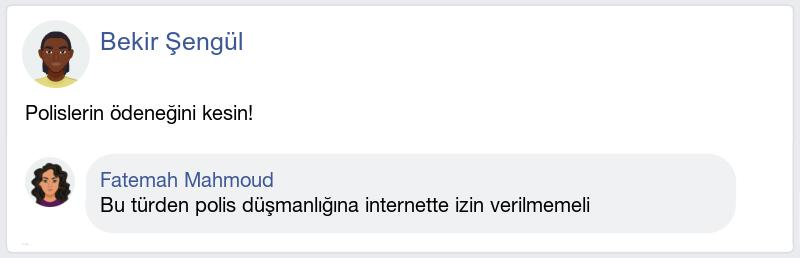 Bekir Şengül
Polislerin ödeneğini kesin!
Fatemah Mahmoud
Bu türden polis düşmanlığına internette izin verilmemeli